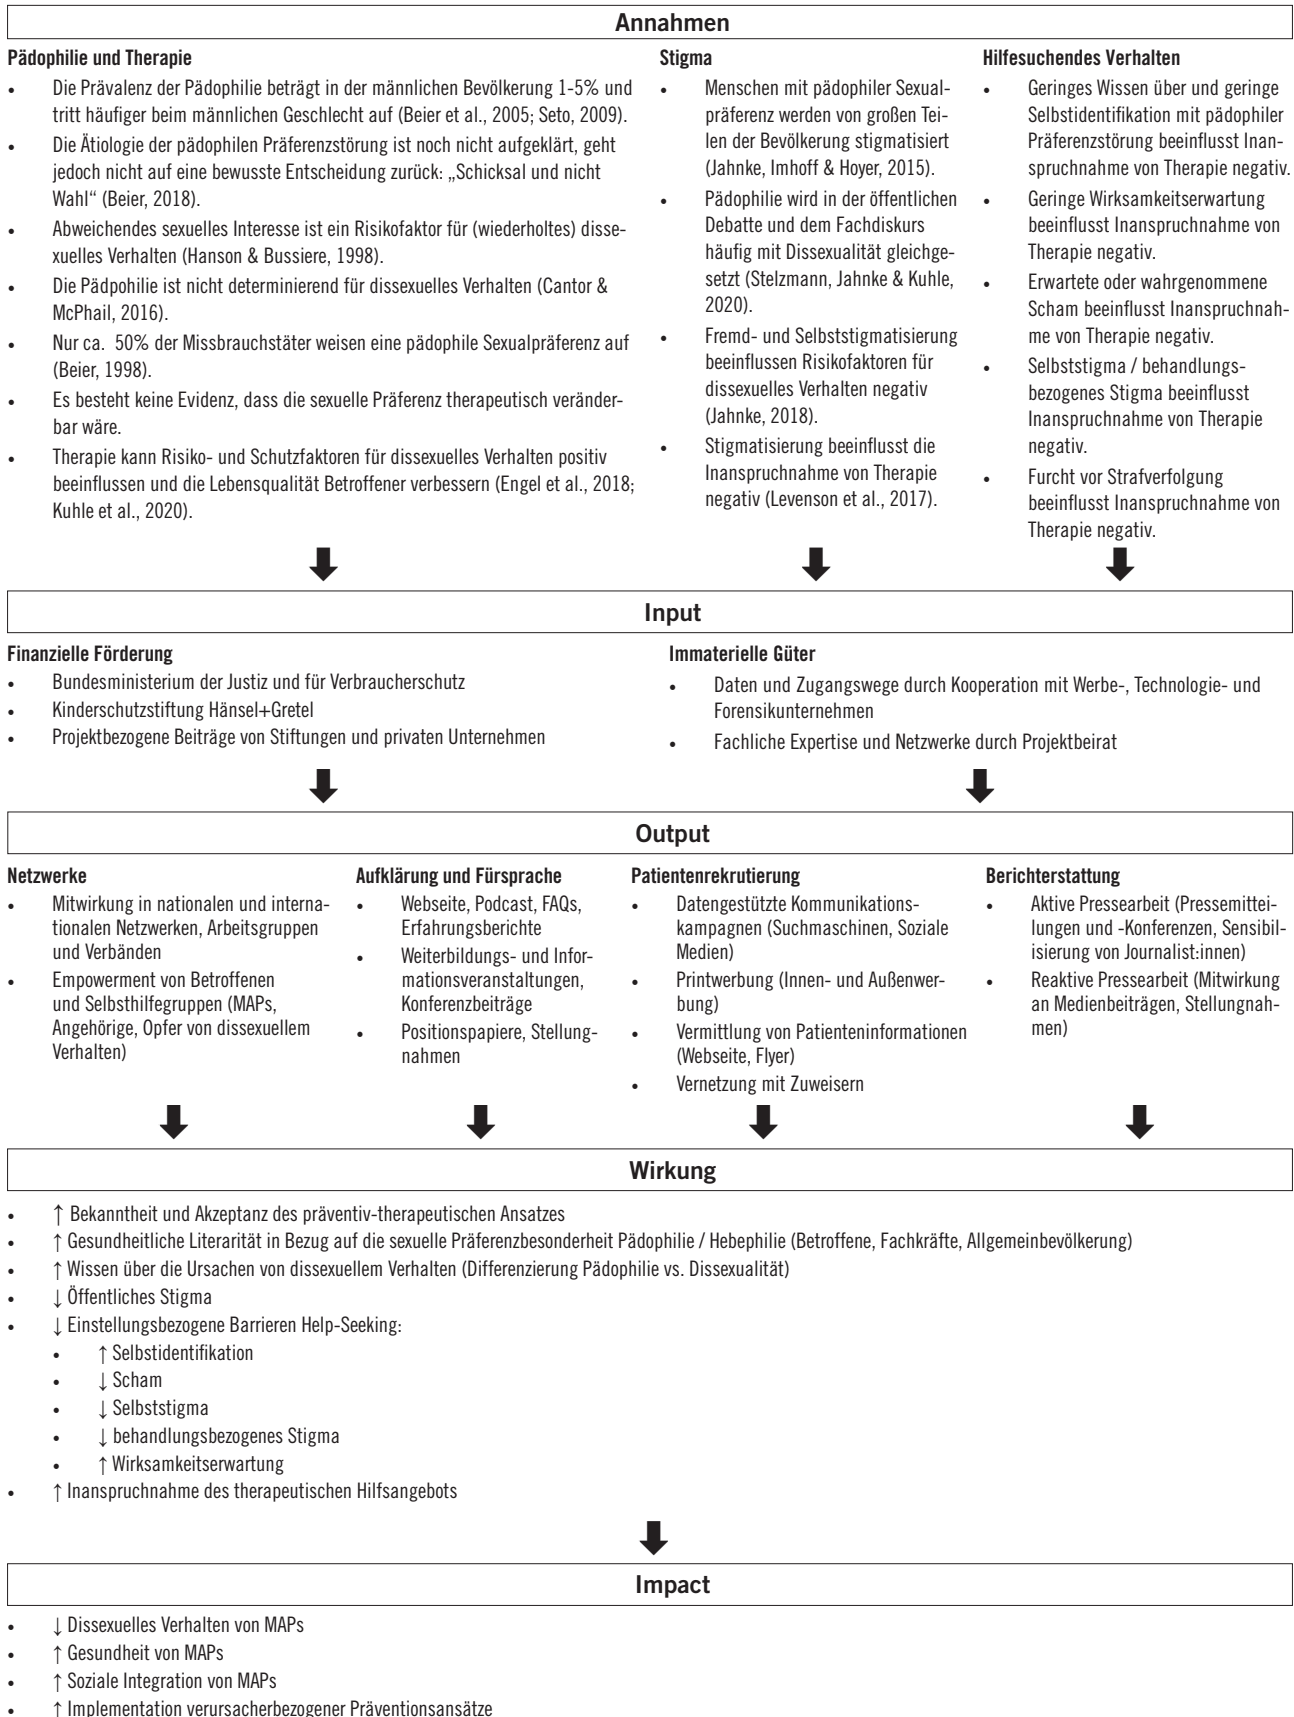 Annahmen
Pädophilie und Therapie
• Die Prävalenz der Pädophilie beträgt in der männlichen Bevölkerung 1-5% und
tritt häufiger beim männlichen Geschlecht auf (Beier et al., 2005; Seto, 2009).
• Die Ätiologie der pädophilen Präferenzstörung ist noch nicht aufgeklärt, geht
jedoch nicht auf eine bewusste Entscheidung zurück: „Schicksal und nicht
Wahl“ (Beier, 2018).
• Abweichendes sexuelles Interesse ist ein Risikofaktor für (wiederholtes) disse-
xuelles Verhalten (Hanson & Bussiere, 1998).
• Die Pädpohilie ist nicht determinierend für dissexuelles Verhalten (Cantor &
McPhail, 2016).
• Nur ca. 50% der Missbrauchstäter weisen eine pädophile Sexualpräferenz auf
(Beier, 1998).
• Es besteht keine Evidenz, dass die sexuelle Präferenz therapeutisch veränder-
bar wäre.
• Therapie kann Risiko- und Schutzfaktoren für dissexuelles Verhalten positiv
beeinflussen und die Lebensqualität Betroffener verbessern (Engel et al., 2018;
Kuhle et al., 2020).
Stigma
• Menschen mit pädophiler Sexual-
präferenz werden von großen Tei-
len der Bevölkerung stigmatisiert
(Jahnke, Imhoff & Hoyer, 2015).
• Pädophilie wird in der öffentlichen
Debatte und dem Fachdiskurs
häufig mit Dissexualität gleichge-
setzt (Stelzmann, Jahnke & Kuhle,
2020).
• Fremd- und Selbststigmatisierung
beeinflussen Risikofaktoren für
dissexuelles Verhalten negativ
(Jahnke, 2018).
• Stigmatisierung beeinflusst die
Inanspruchnahme von Therapie
negativ (Levenson et al., 2017).
Hilfesuchendes Verhalten
• Geringes Wissen über und geringe
Selbstidentifikation mit pädophiler
Präferenzstörung beeinflusst Inan-
spruchnahme von Therapie negativ.
• Geringe Wirksamkeitserwartung
beeinflusst Inanspruchnahme von
Therapie negativ.
• Erwartete oder wahrgenommene
Scham beeinflusst Inanspruchnah-
me von Therapie negativ.
• Selbststigma / behandlungs-
bezogenes Stigma beeinflusst
Inanspruchnahme von Therapie
negativ.
• Furcht vor Strafverfolgung
beeinflusst Inanspruchnahme von
Therapie negativ.
Input
Finanzielle Förderung
• Bundesministerium der Justiz und für Verbraucherschutz
• Kinderschutzstiftung Hänsel+Gretel
• Projektbezogene Beiträge von Stiftungen und privaten Unternehmen
Immaterielle Güter
• Daten und Zugangswege durch Kooperation mit Werbe-, Technologie- und
Forensikunternehmen
• Fachliche Expertise und Netzwerke durch Projektbeirat
Output
Netzwerke
• Mitwirkung in nationalen und interna-
tionalen Netzwerken, Arbeitsgruppen
und Verbänden
• Empowerment von Betroffenen
und Selbsthilfegruppen (MAPs,
Angehörige, Opfer von dissexuellem
Verhalten)
Aufklärung und Fürsprache
• Webseite, Podcast, FAQs,
Erfahrungsberichte
• Weiterbildungs- und Infor-
mationsveranstaltungen,
Konferenzbeiträge
• Positionspapiere, Stellung-
nahmen
Patientenrekrutierung
• Datengestützte Kommunikations-
kampagnen (Suchmaschinen, Soziale
Medien)
• Printwerbung (Innen- und Außenwer-
bung)
• Vermittlung von Patienteninformationen
(Webseite, Flyer)
• Vernetzung mit Zuweisern
Berichterstattung
• Aktive Pressearbeit (Pressemittei-
lungen und -Konferenzen, Sensibil-
isierung von Journalist:innen)
• Reaktive Pressearbeit (Mitwirkung
an Medienbeiträgen, Stellungnah-
men)
Wirkung
• ↑ Bekanntheit und Akzeptanz des präventiv-therapeutischen Ansatzes
• ↑ Gesundheitliche Literarität in Bezug auf die sexuelle Präferenzbesonderheit Pädophilie / Hebephilie (Betroffene, Fachkräfte, Allgemeinbevölkerung)
• ↑ Wissen über die Ursachen von dissexuellem Verhalten (Differenzierung Pädophilie vs. Dissexualität)
• ↓ Öffentliches Stigma
• ↓ Einstellungsbezogene Barrieren Help-Seeking:
• ↑ Selbstidentifikation
• ↓ Scham
• ↓ Selbststigma
• ↓ behandlungsbezogenes Stigma
• ↑ Wirksamkeitserwartung
• ↑ Inanspruchnahme des therapeutischen Hilfsangebots
Impact
• ↓ Dissexuelles Verhalten von MAPs
• ↑ Gesundheit von MAPs
• ↑ Soziale Integration von MAPs
• ↑ Implementation verursacherbezogener Präventionsansätze